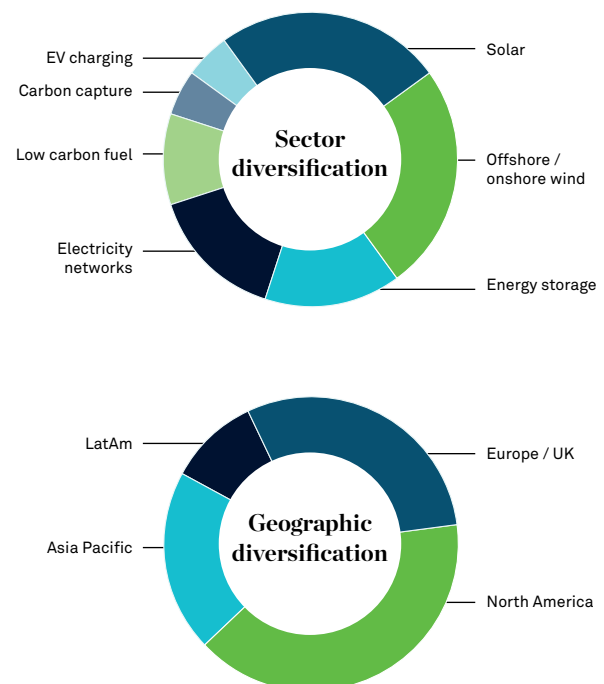 EV charging
Solar
Carbon capture
Sector
diversification
Low carbon fuel
Offshore /
onshore wind
Electricity
networks
Energy storage
LatAm
Europe / UK
Geographic
diversification
Asia Pacific
North America